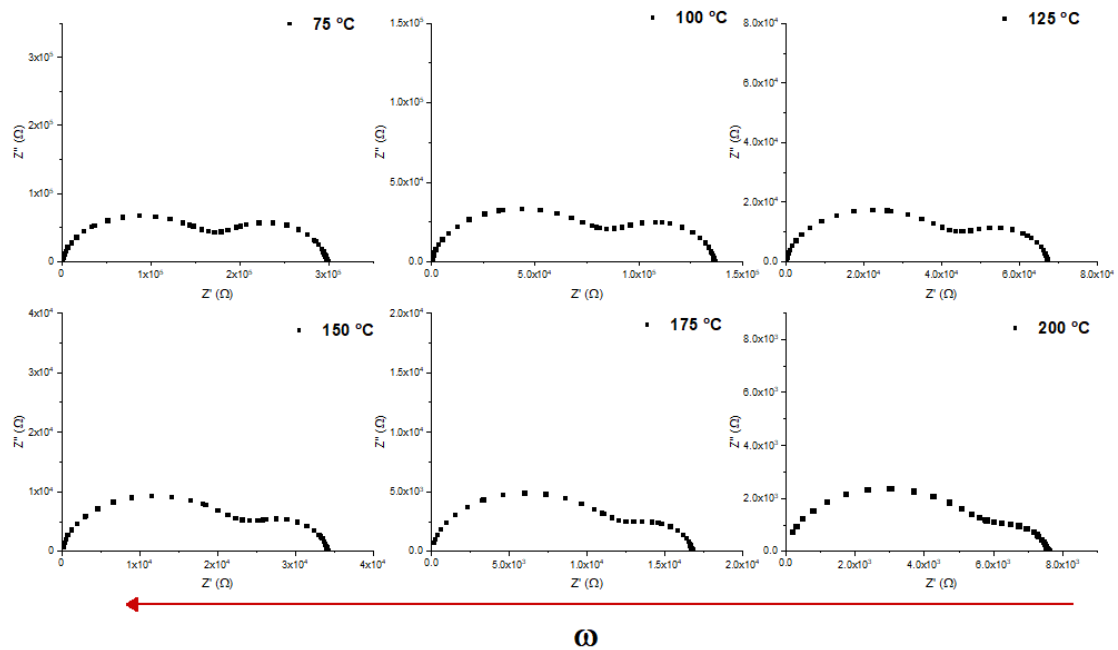 75 °C
3x10⁵
2x10⁵
1x10⁵
0
Z'' (Ω)
0
1x10⁵
2x10⁵
3x10⁵
Z' (Ω)
100 °C
1.5x10⁵
1.0x10⁵
5.0x10⁴
0.0
Z'' (Ω)
0.0
5.0x10⁴
1.0x10⁵
1.5x10⁵
Z' (Ω)
125 °C
8.0x10⁴
6.0x10⁴
4.0x10⁴
2.0x10⁴
0.0
Z'' (Ω)
0.0
2.0x10⁴
4.0x10⁴
6.0x10⁴
8.0x10⁴
Z' (Ω)
150 °C
4x10⁴
3x10⁴
2x10⁴
1x10⁴
0
Z'' (Ω)
0
1x10⁴
2x10⁴
3x10⁴
4x10⁴
Z' (Ω)
175 °C
2.0x10⁴
1.5x10⁴
1.0x10⁴
5.0x10³
0.0
Z'' (Ω)
0.0
5.0x10³
1.0x10⁴
1.5x10⁴
2.0x10⁴
Z' (Ω)
200 °C
8.0x10³
6.0x10³
4.0x10³
2.0x10³
0.0
Z'' (Ω)
0.0
2.0x10³
4.0x10³
6.0x10³
8.0x10³
Z' (Ω)
ω